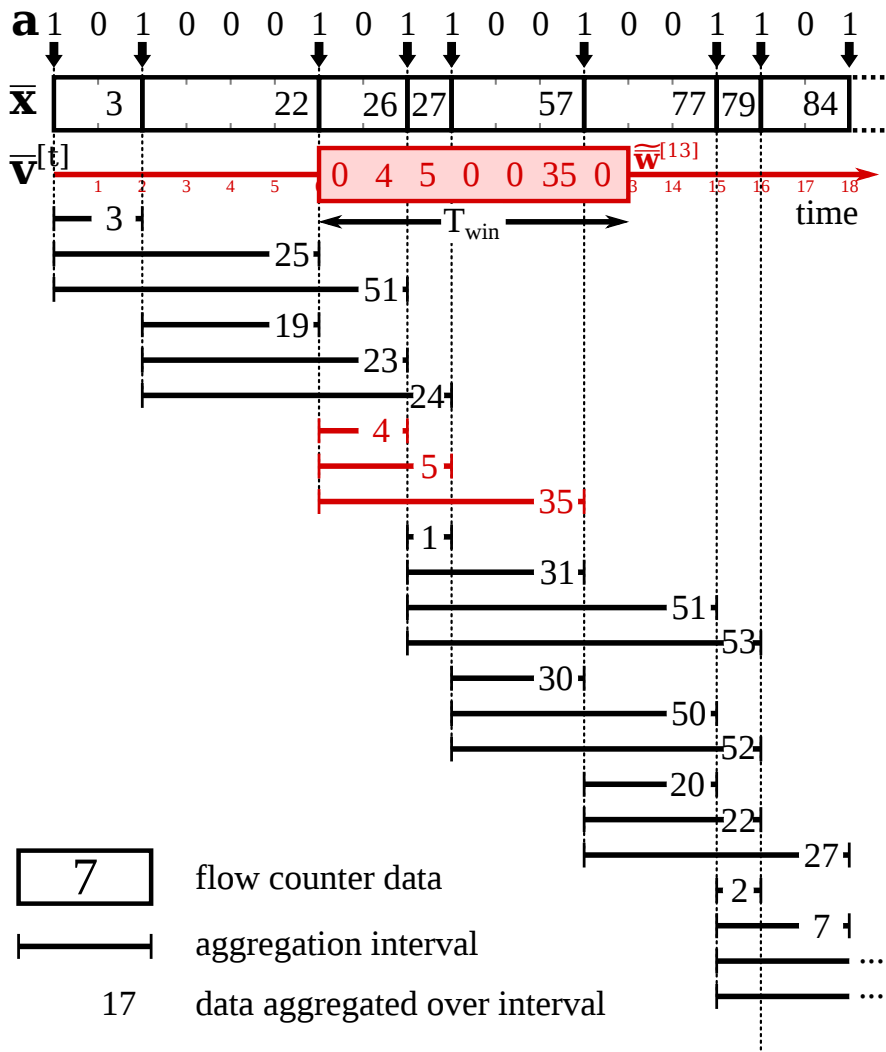 a 1 0 1 0 0 0 1 0 1 1 0 0 1 0 0 1 1 0 1
x 3 22 26 27 57 77 79 84
v[t] 0 4 5 0 0 35 0 w[13]
1 2 3 4 5 3 14 15 16 17 18
time
Twin
3
25
51
19
23
24
4
5
35
1
31
51
53
30
50
52
20
22
27
2
7
...
...
7 flow counter data
aggregation interval
17 data aggregated over interval